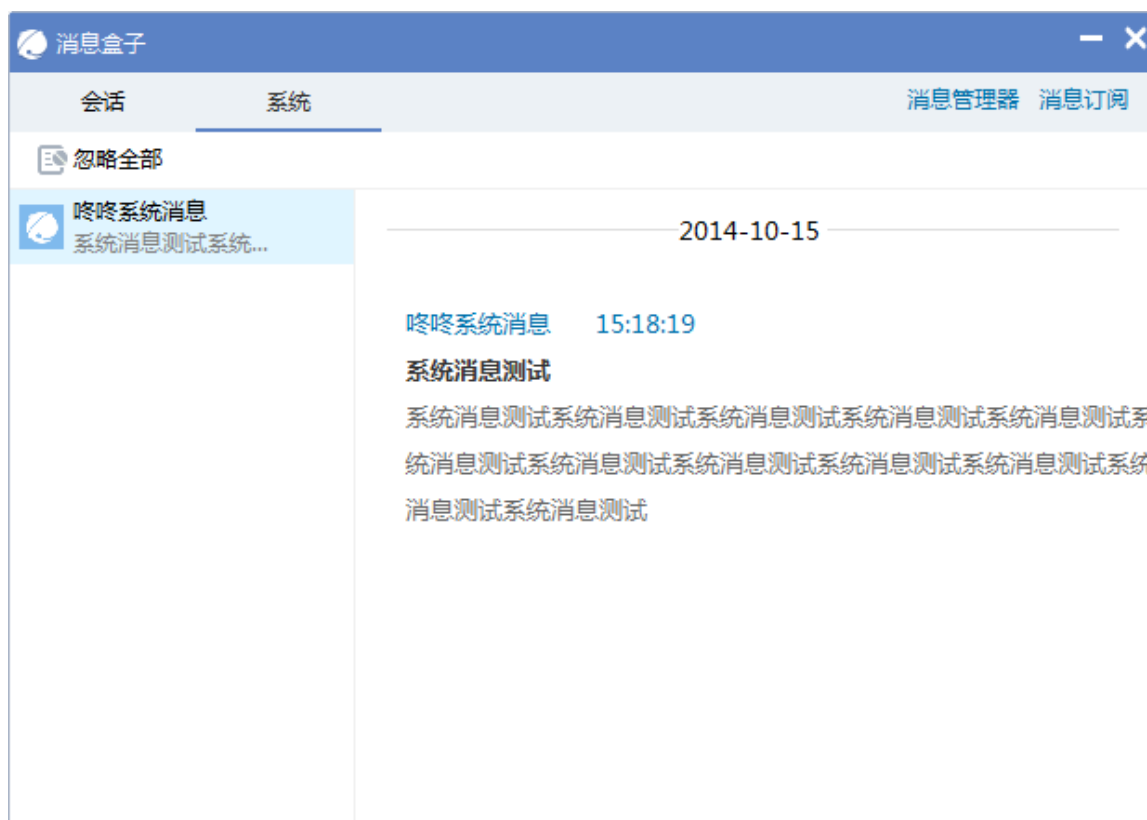 消息盒子
会话 系统 消息管理器 消息订阅
忽略全部
咚咚系统消息
系统消息测试系统...
2014-10-15
咚咚系统消息 15:18:19
系统消息测试
系统消息测试系统消息测试系统消息测试系统消息测试系统消息测试系
统消息测试系统消息测试系统消息测试系统消息测试系统消息测试系统
消息测试系统消息测试